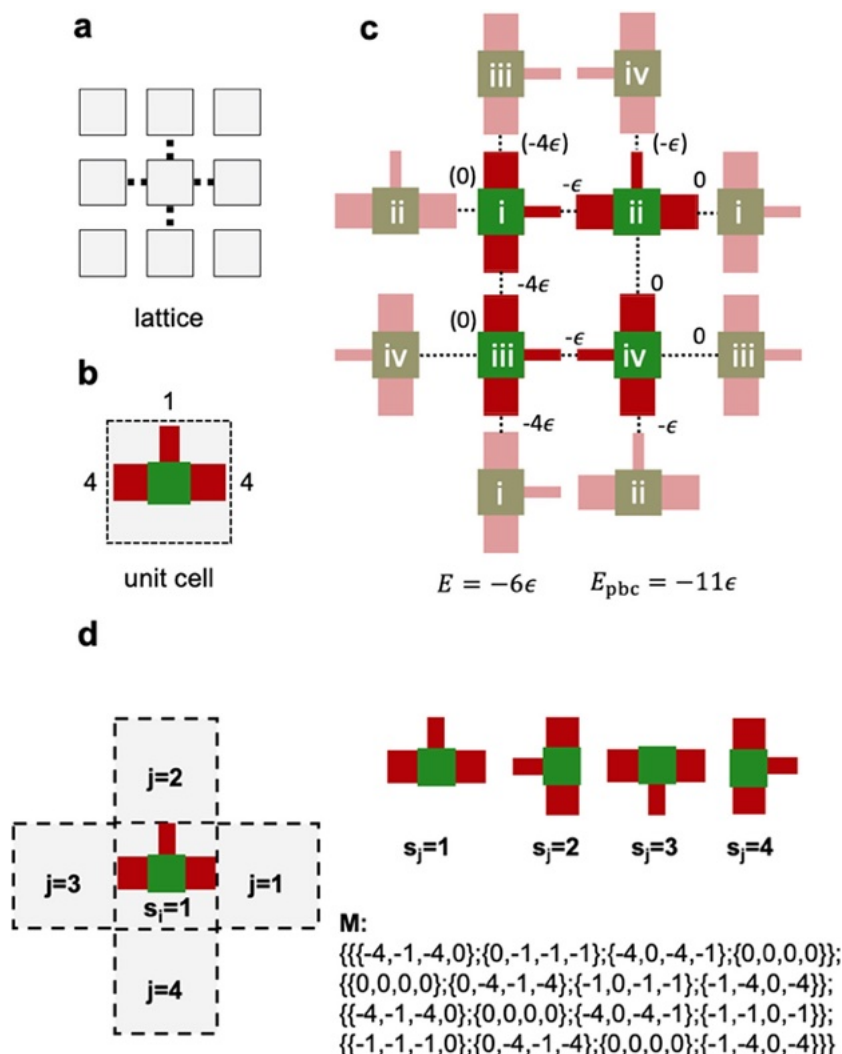 a
c
iii
iv
(-4ϵ)
(-ϵ)
(0)
-ϵ
0
ii
i
ii
i
-4ϵ
0
(0)
-ϵ
0
iv
iii
iv
iii
-4ϵ
-ϵ
i
ii
E = −6ϵ
E_pbc = −11ϵ
lattice
b
1
4
4
unit cell
d
j=2
j=3
s_i=1
j=1
j=4
s_j=1
s_j=2
s_j=3
s_j=4
M:
{{{-4,-1,-4,0};{0,-1,-1,-1};{-4,0,-4,-1};{0,0,0,0}};
{{0,0,0,0};{0,-4,-1,-4};{-1,0,-1,-1};{-1,-4,0,-4}};
{{-4,-1,-4,0};{0,0,0,0};{-4,0,-4,-1};{-1,-1,0,-1}};
{{-1,-1,-1,0};{0,-4,-1,-4};{0,0,0,0};{-1,-4,0,-4}}}